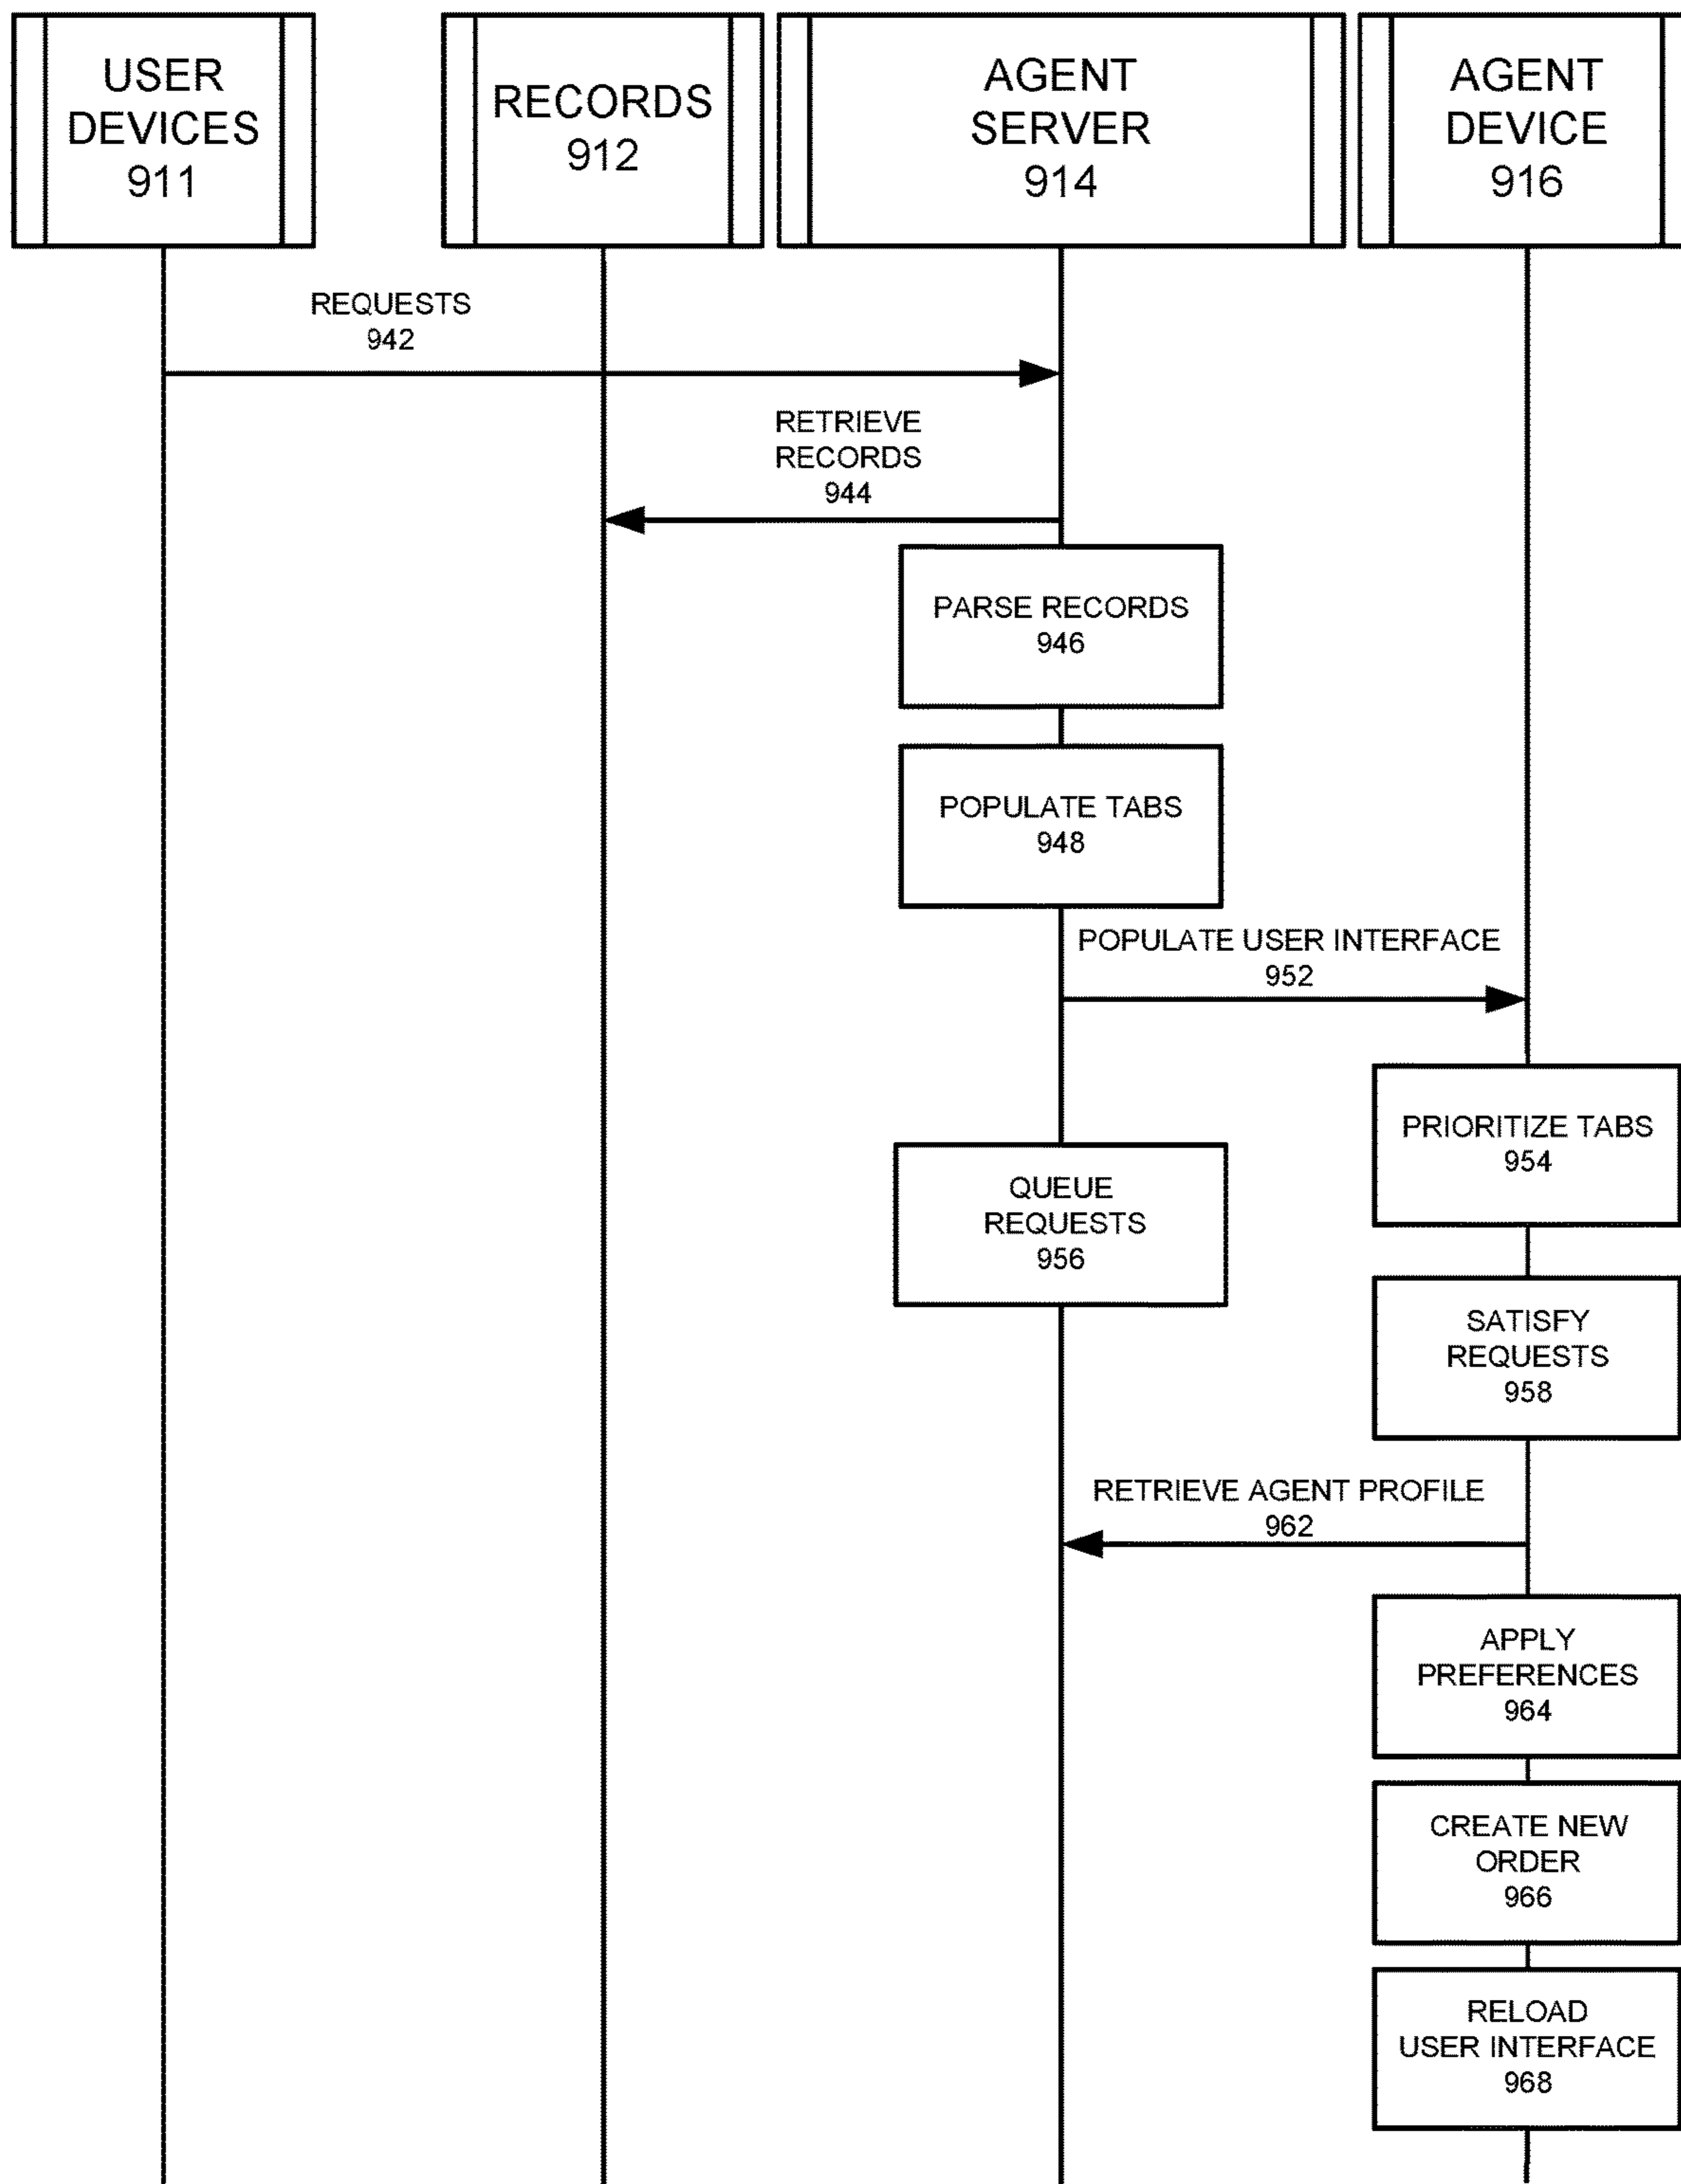 USER
DEVICES
911
RECORDS
912
AGENT
SERVER
914
AGENT
DEVICE
916
REQUESTS
942
RETRIEVE
RECORDS
944
PARSE RECORDS
946
POPULATE TABS
948
POPULATE USER INTERFACE
952
PRIORITIZE TABS
954
QUEUE
REQUESTS
956
SATISFY
REQUESTS
958
RETRIEVE AGENT PROFILE
962
APPLY
PREFERENCES
964
CREATE NEW
ORDER
966
RELOAD
USER INTERFACE
968